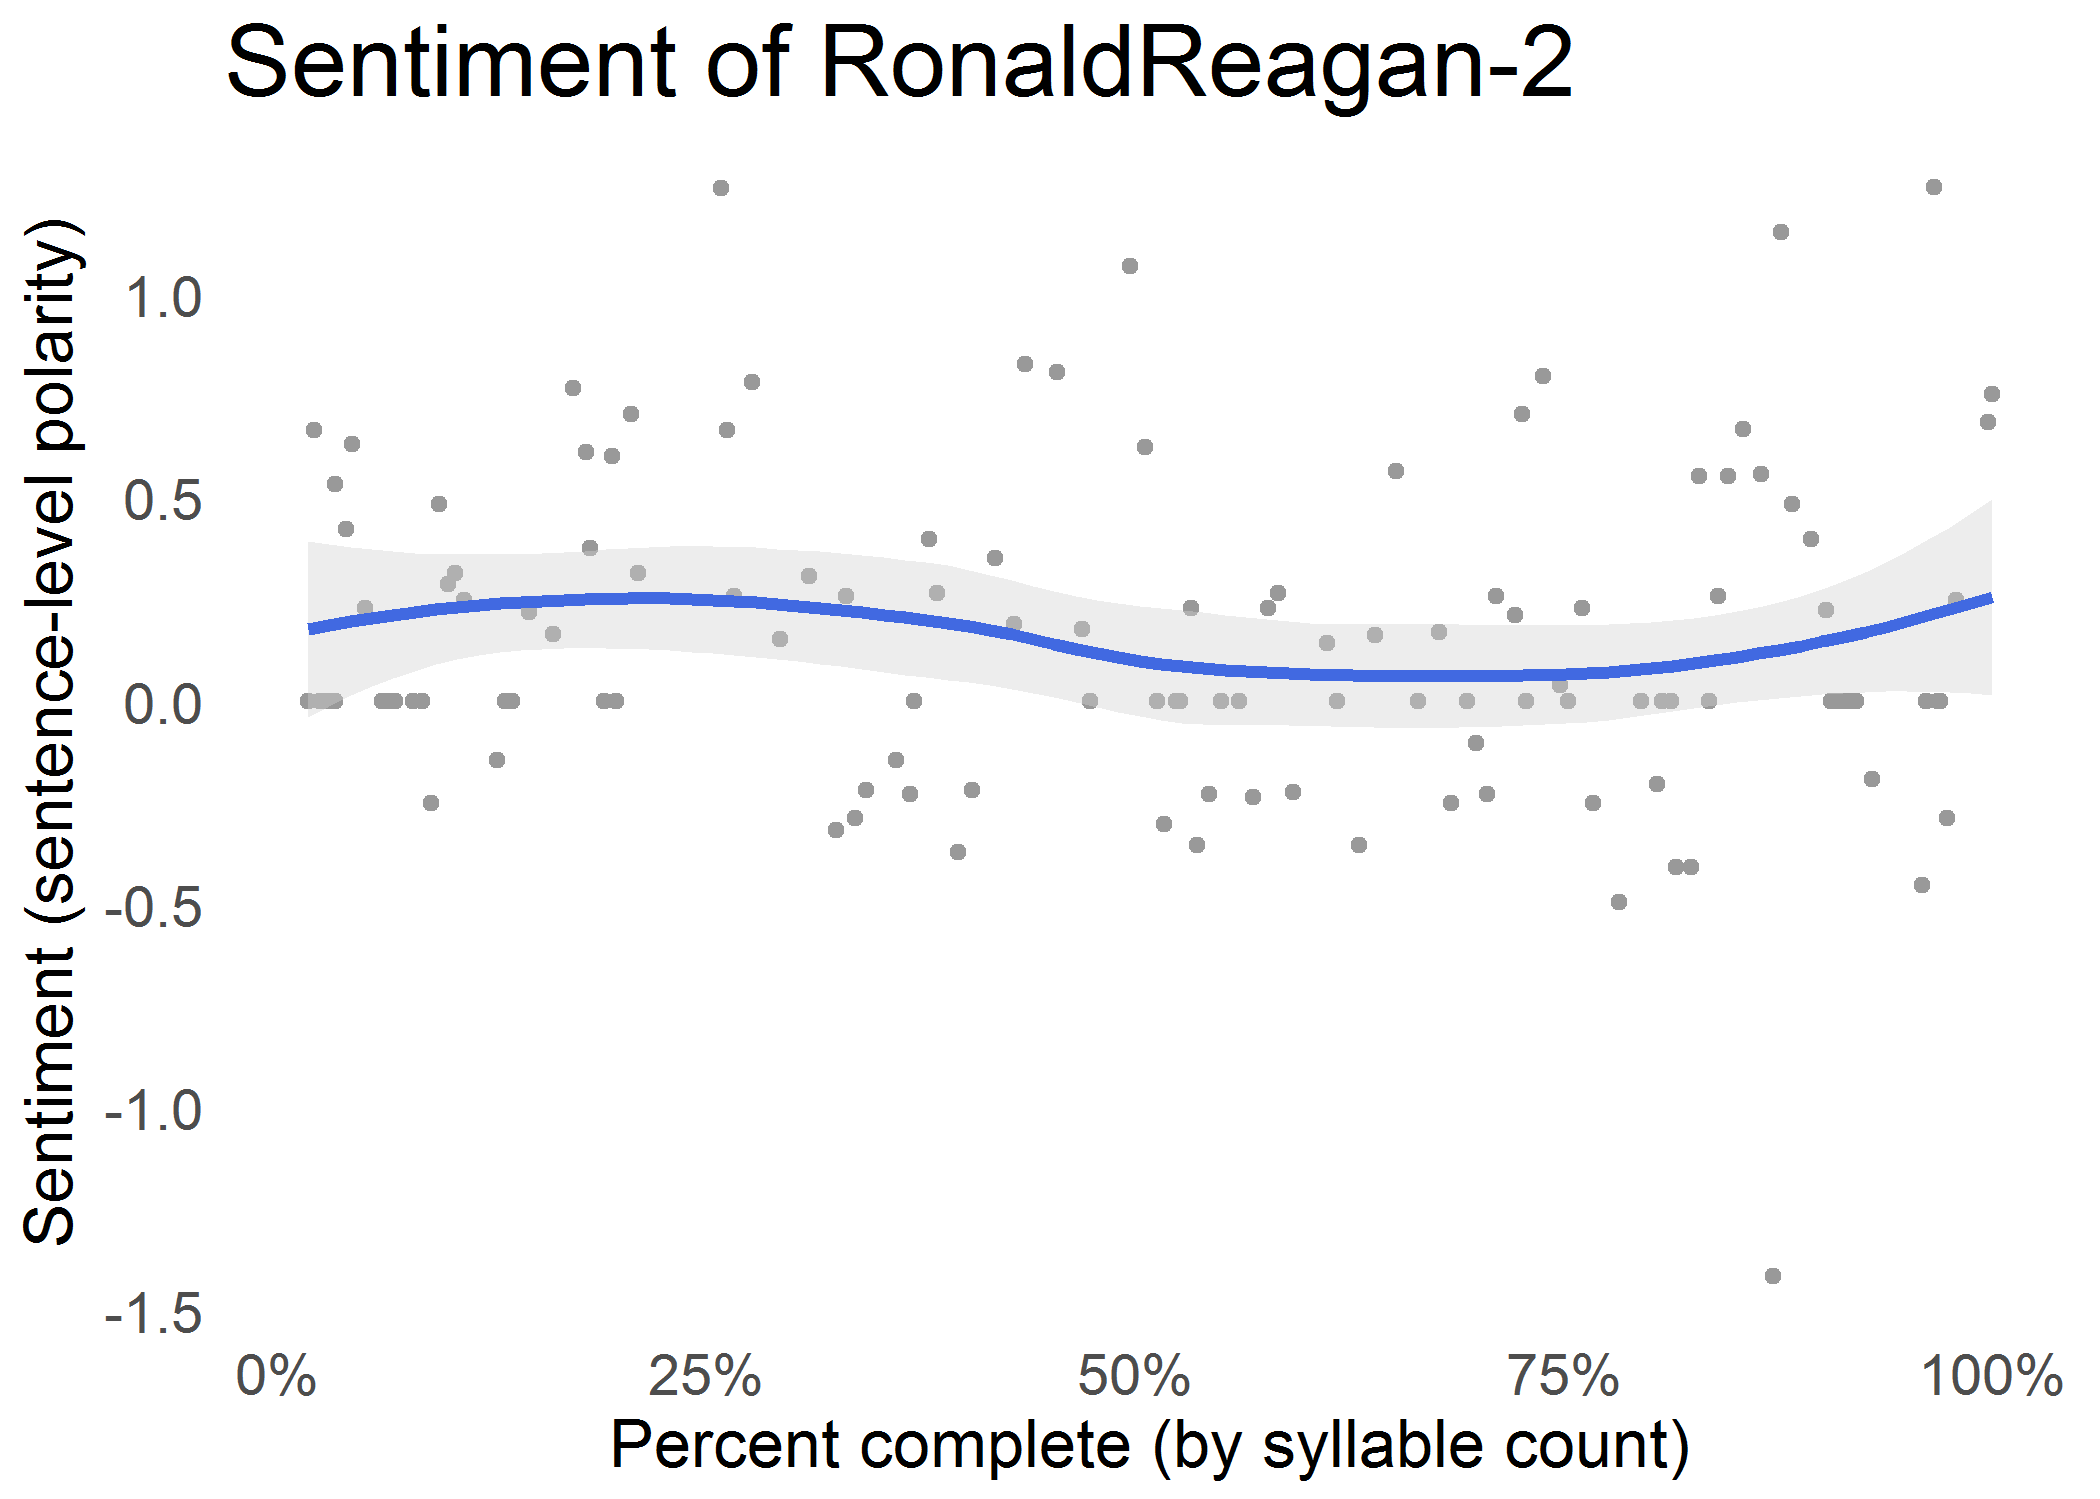 Sentiment of RonaldReagan-2
Sentiment (sentence-level polarity)
1.0
0.5
0.0
-0.5
-1.0
-1.5
0% 25% 50% 75% 100%
Percent complete (by syllable count)